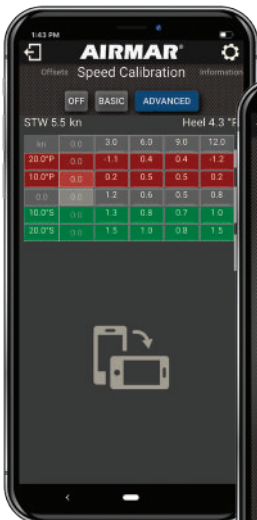 1:43 PM
AIRMAR®
Offsets Speed Calibration Information
OFF BASIC ADVANCED
STW 5.5 kn Heel 4.3 °P
kn 0.0 3.0 6.0 9.0 12.0
20.0°P 0.0 -1.1 0.4 0.4 -1.2
10.0°P 0.0 0.2 0.5 0.5 0.2
0.0 0.0 1.2 0.6 0.5 0.8
10.0°S 0.0 1.3 0.8 0.7 1.0
20.0°S 0.0 1.5 1.0 0.8 1.5